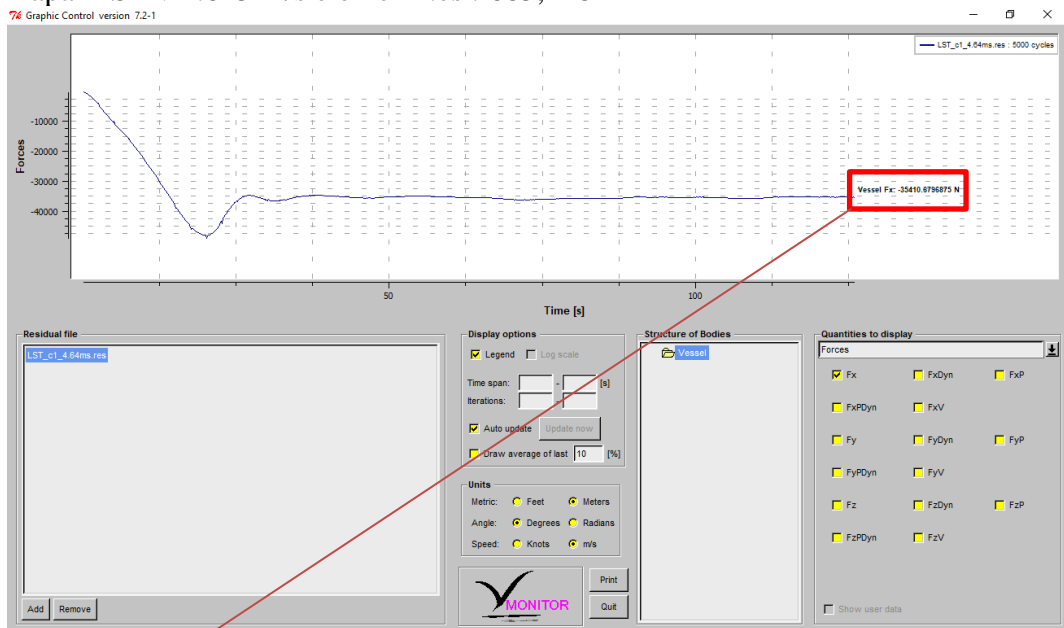 Graphic Control version 7.2-1
LST_c1_4.64ms.res : 5000 cycles
-10000
-20000
-30000
-40000
Forces
Vessel Fx: -35410.6796875 N
50
100
Time [s]
Residual file
LST_c1_4.64ms.res
Add Remove
Display options
Legend Log scale
Time span: - [s]
Iterations: -
Auto update Update now
Draw average of last 10 [%]
Units
Metric: Feet Meters
Angle: Degrees Radians
Speed: Knots m/s
MONITOR
Print
Quit
Structure of Bodies
Vessel
Quantities to display
Forces
Fx FxDyn FxP
FxPDyn FxV
Fy FyDyn FyP
FyPDyn FyV
Fz FzDyn FzP
FzPDyn FzV
Show user data